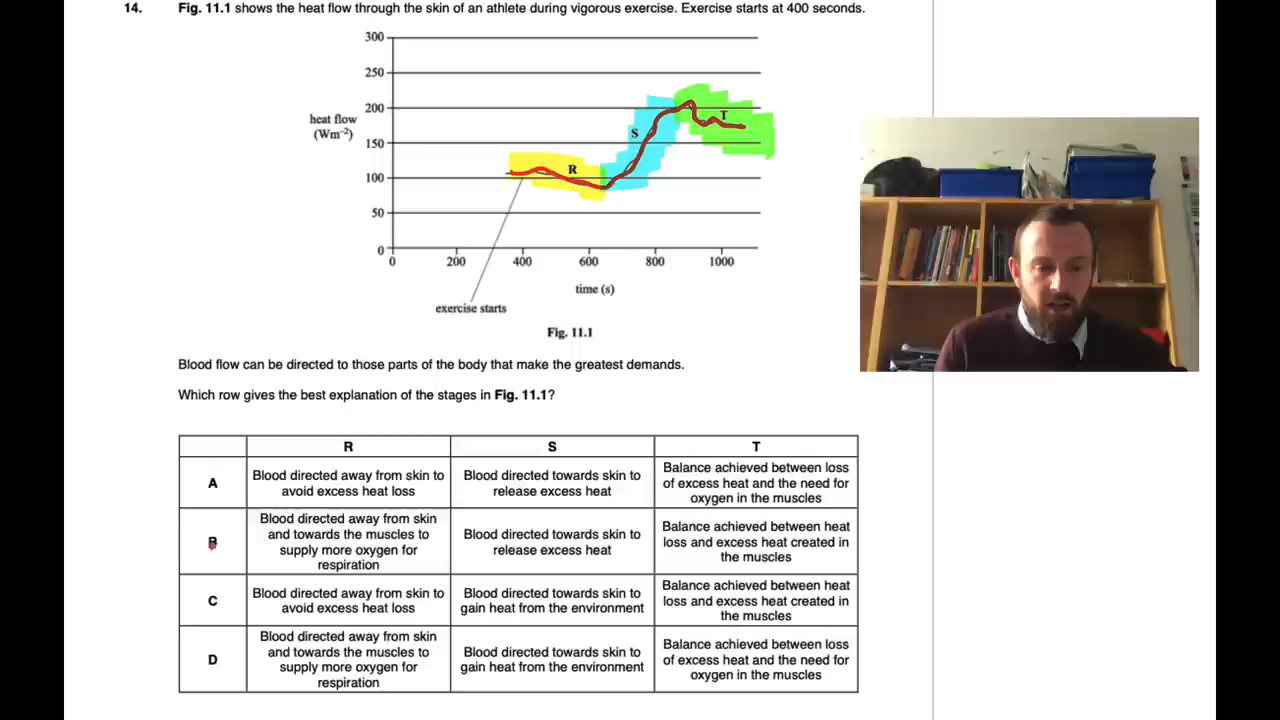 14. Fig. 11.1 shows the heat flow through the skin of an athlete during vigorous exercise. Exercise starts at 400 seconds.
300
250
200
150
100
50
0
heat flow
(Wm⁻²)
R
S
T
0 200 400 600 800 1000
time (s)
exercise starts
Fig. 11.1
Blood flow can be directed to those parts of the body that make the greatest demands.
Which row gives the best explanation of the stages in Fig. 11.1?
R S T
A
Blood directed away from skin to
avoid excess heat loss
Blood directed towards skin to
release excess heat
Balance achieved between loss
of excess heat and the need for
oxygen in the muscles
B
Blood directed away from skin
and towards the muscles to
supply more oxygen for
respiration
Blood directed towards skin to
release excess heat
Balance achieved between heat
loss and excess heat created in
the muscles
C
Blood directed away from skin to
avoid excess heat loss
Blood directed towards skin to
gain heat from the environment
Balance achieved between heat
loss and excess heat created in
the muscles
D
Blood directed away from skin
and towards the muscles to
supply more oxygen for
respiration
Blood directed towards skin to
gain heat from the environment
Balance achieved between loss
of excess heat and the need for
oxygen in the muscles